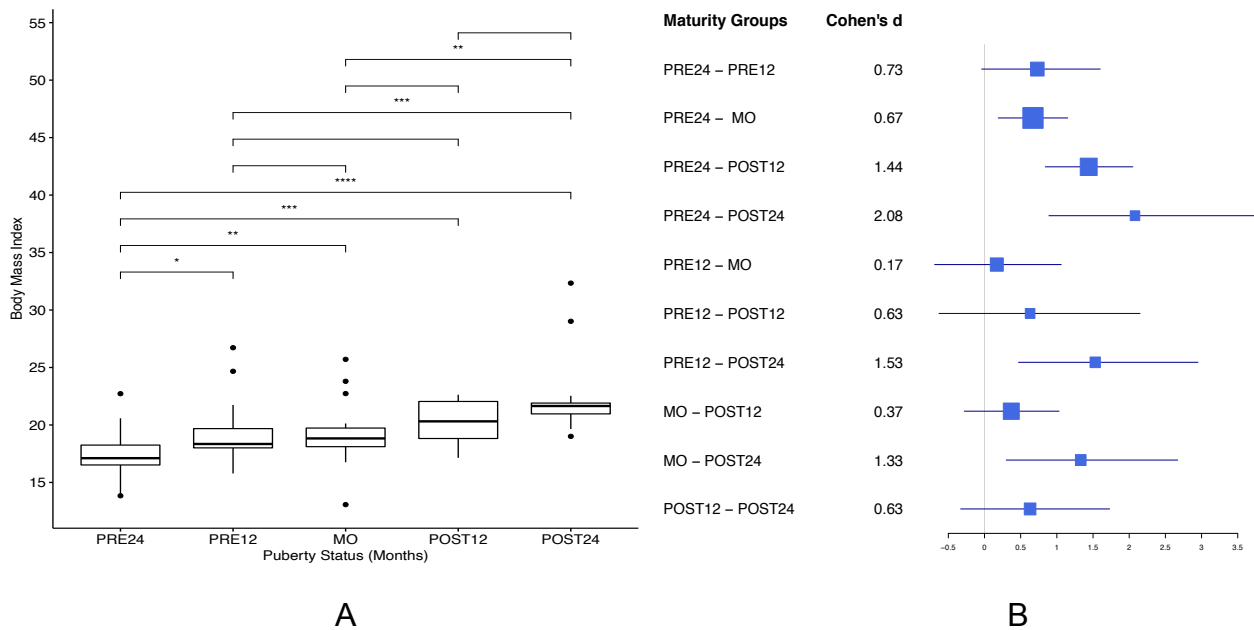 55
50
45
40
35
30
25
20
15
Body Mass Index
**
***
****
***
**
*
PRE24 PRE12 MO POST12 POST24
Puberty Status (Months)
A
Maturity Groups Cohen's d
PRE24 – PRE12 0.73
PRE24 – MO 0.67
PRE24 – POST12 1.44
PRE24 – POST24 2.08
PRE12 – MO 0.17
PRE12 – POST12 0.63
PRE12 – POST24 1.53
MO – POST12 0.37
MO – POST24 1.33
POST12 – POST24 0.63
−0.5 0 0.5 1 1.5 2 2.5 3 3.5
B